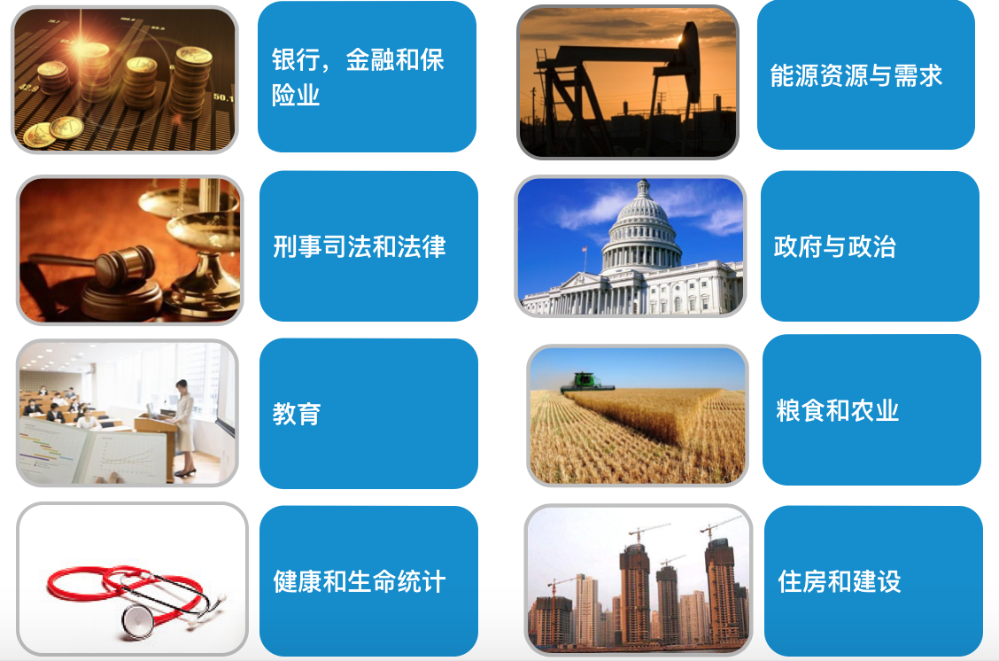 银行，金融和保
险业
能源资源与需求
刑事司法和法律
政府与政治
教育
粮食和农业
健康和生命统计
住房和建设
50.1